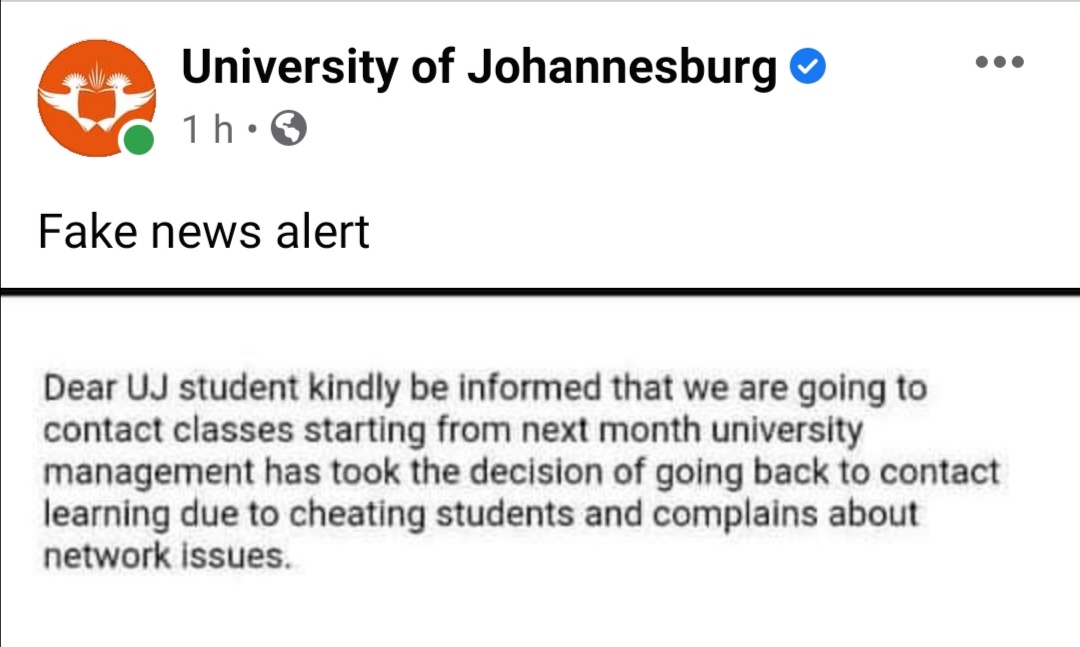 University of Johannesburg
1 h •
Fake news alert
Dear UJ student kindly be informed that we are going to
contact classes starting from next month university
management has took the decision of going back to contact
learning due to cheating students and complains about
network issues.